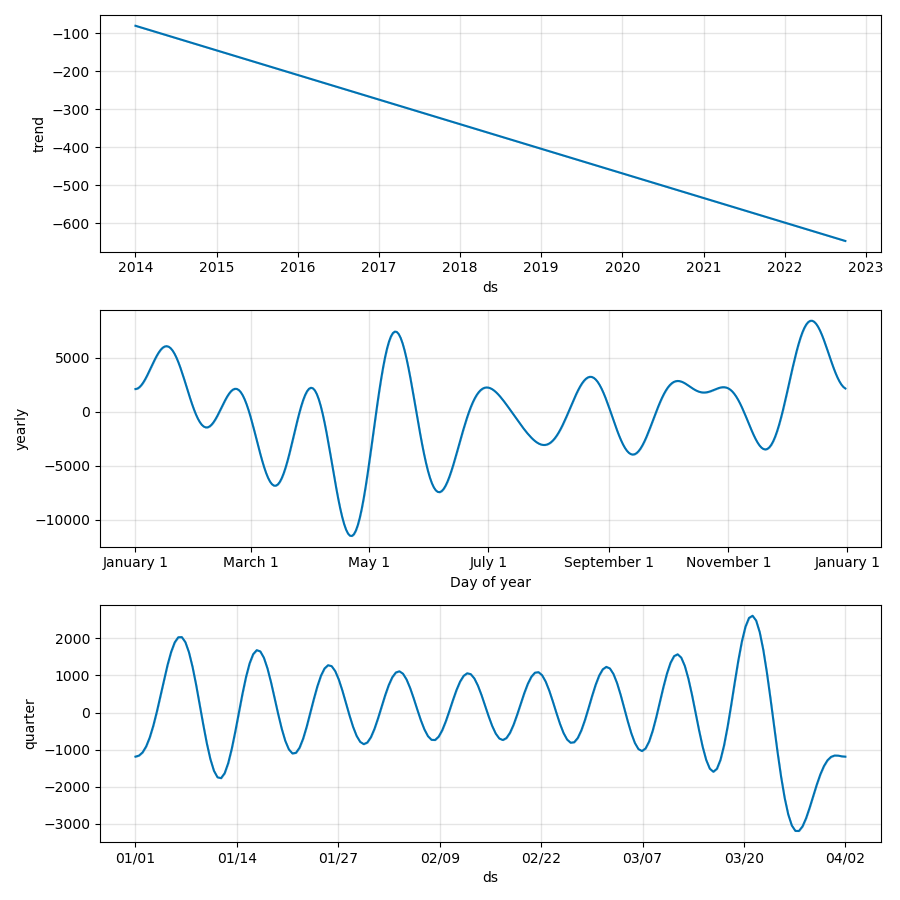 −100
−200
−300
−400
−500
−600
trend
2014 2015 2016 2017 2018 2019 2020 2021 2022 2023
ds
5000
0
−5000
−10000
yearly
January 1 March 1 May 1 July 1 September 1 November 1 January 1
Day of year
2000
1000
0
−1000
−2000
−3000
quarter
01/01 01/14 01/27 02/09 02/22 03/07 03/20 04/02
ds